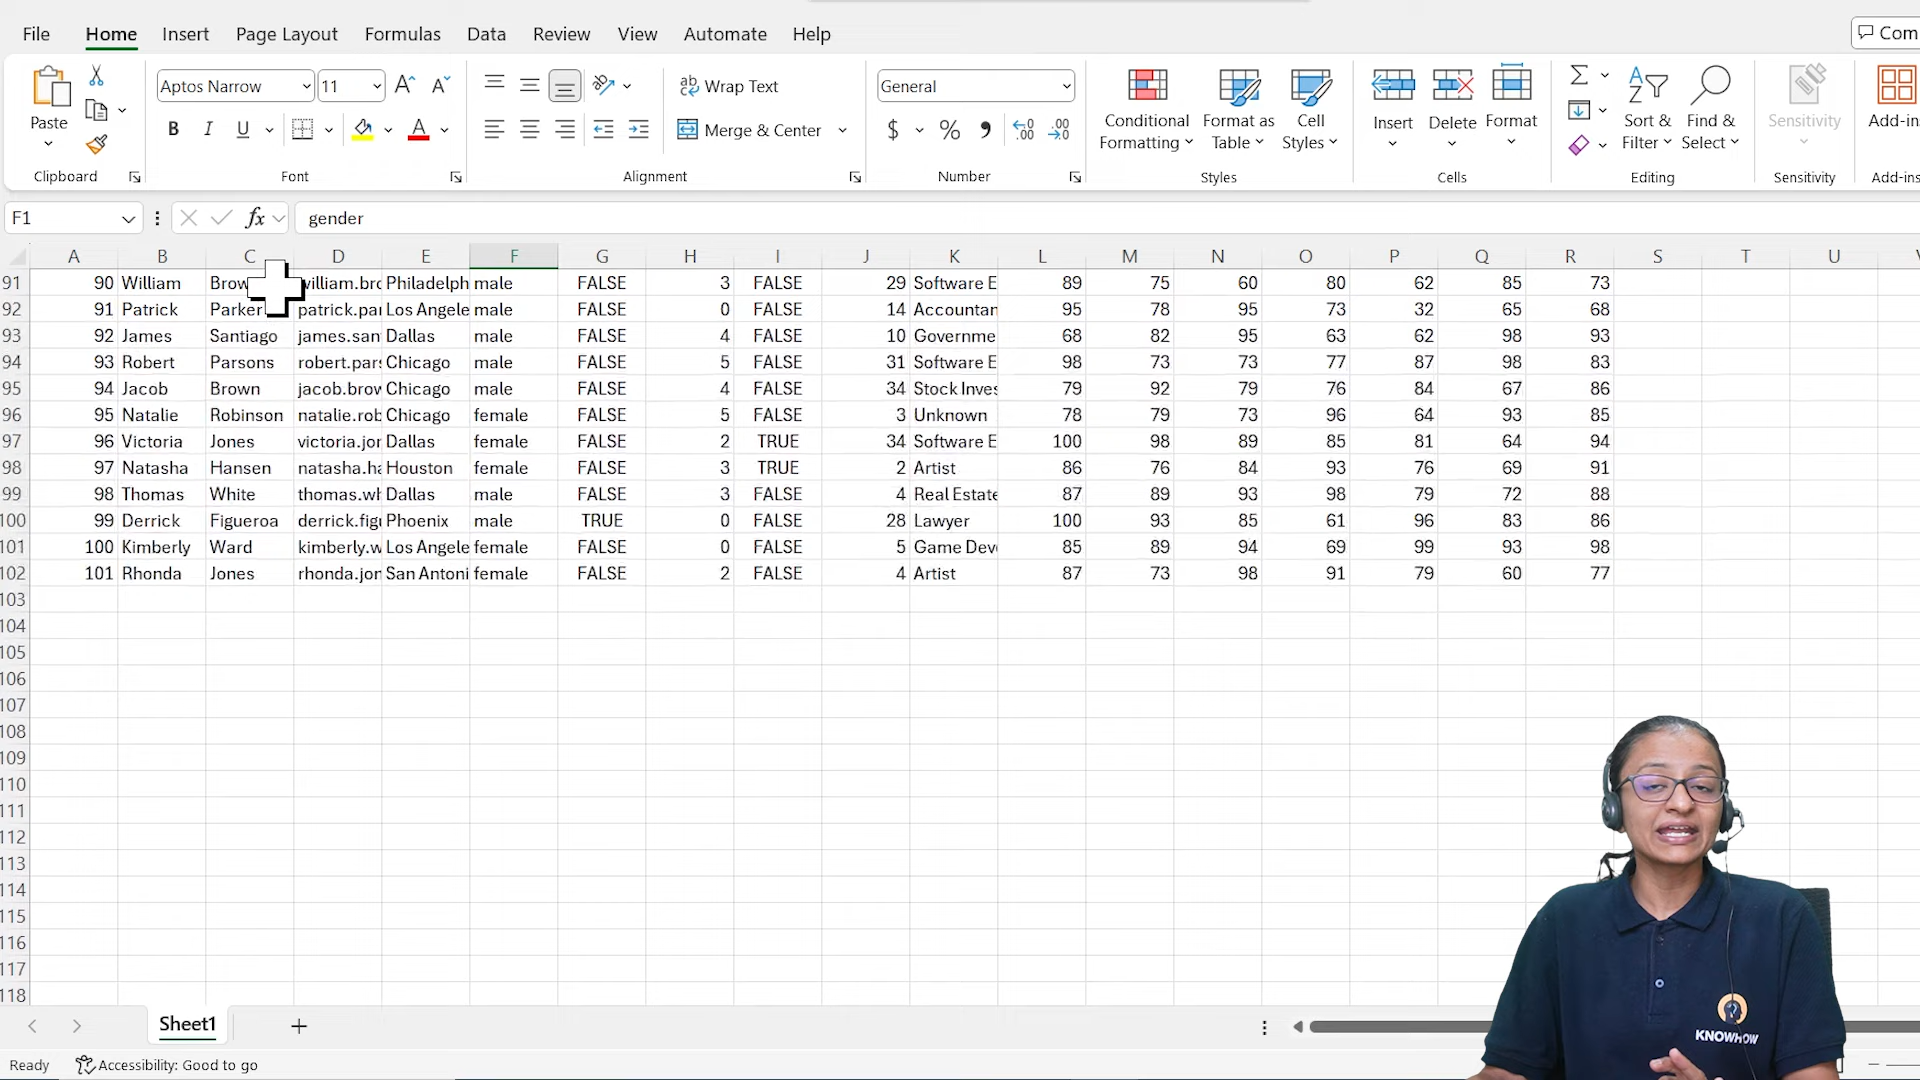 File Home Insert Page Layout Formulas Data Review View Automate Help Com
Aptos Narrow 11 Wrap Text General
Paste B I U Merge & Center $ % 9 .00 .00
Conditional Formatting Format as Table Cell Styles Insert Delete Format Sort & Filter Find & Select Sensitivity Add-ins
Clipboard Font Alignment Number Styles Cells Editing Sensitivity Add-ins
F1 fx gender
A B C D E F G H I J K L M N O P Q R S T U
91 90 William Brow william.bro Philadelph male FALSE 3 FALSE 29 Software E 89 75 60 80 62 85 73
92 91 Patrick Parker patrick.pa Los Angele male FALSE 0 FALSE 14 Accountan 95 78 95 73 32 65 68
93 92 James Santiago james.san Dallas male FALSE 4 FALSE 10 Governme 68 82 95 63 62 98 93
94 93 Robert Parsons robert.par Chicago male FALSE 5 FALSE 31 Software E 98 73 73 77 87 98 83
95 94 Jacob Brown jacob.brow Chicago male FALSE 4 FALSE 34 Stock Inves 79 92 79 76 84 67 86
96 95 Natalie Robinson natalie.rob Chicago female FALSE 5 FALSE 3 Unknown 78 79 73 96 64 93 85
97 96 Victoria Jones victoria.jor Dallas female FALSE 2 TRUE 34 Software E 100 98 89 85 81 64 94
98 97 Natasha Hansen natasha.ha Houston female FALSE 3 TRUE 2 Artist 86 76 84 93 76 69 91
99 98 Thomas White thomas.wh Dallas male FALSE 3 FALSE 4 Real Estate 87 89 93 98 79 72 88
100 99 Derrick Figueroa derrick.figu Phoenix male TRUE 0 FALSE 28 Lawyer 100 93 85 61 96 83 86
101 100 Kimberly Ward kimberly.w Los Angele female FALSE 0 FALSE 5 Game Dev 85 89 94 69 99 93 98
102 101 Rhonda Jones rhonda.jon San Antoni female FALSE 2 FALSE 4 Artist 87 73 98 91 79 60 77
103
104
105
106
107
108
109
110
111
112
113
114
115
116
117
118
KNOWHOW
Sheet1
Ready Accessibility: Good to go